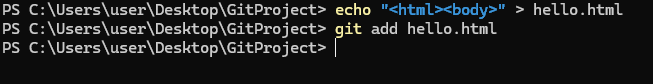 PS C:\Users\user\Desktop\GitProject> echo "<html><body>" > hello.html
PS C:\Users\user\Desktop\GitProject> git add hello.html
PS C:\Users\user\Desktop\GitProject>